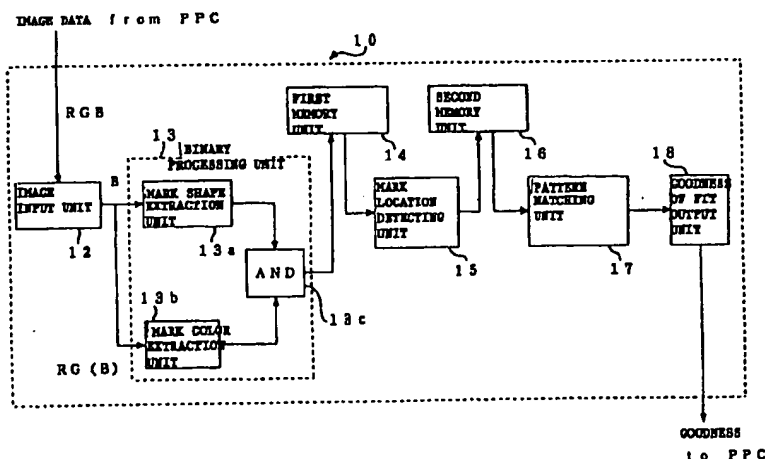 IMAGE DATA from PPC
10
RGB
FIRST
MEMORY
UNIT
14
SECOND
MEMORY
UNIT
16
13
BINARY
PROCESSING UNIT
IMAGE
INPUT UNIT
12
B
MARK SHAPE
EXTRACTION
UNIT
13a
AND
13c
13b
MARK COLOR
EXTRACTION
UNIT
RG (B)
MARK
LOCATION
DETECTING
UNIT
15
PATTERN
MATCHING
UNIT
17
18
GOODNESS
OF FIT
OUTPUT
UNIT
GOODNESS
to PPC